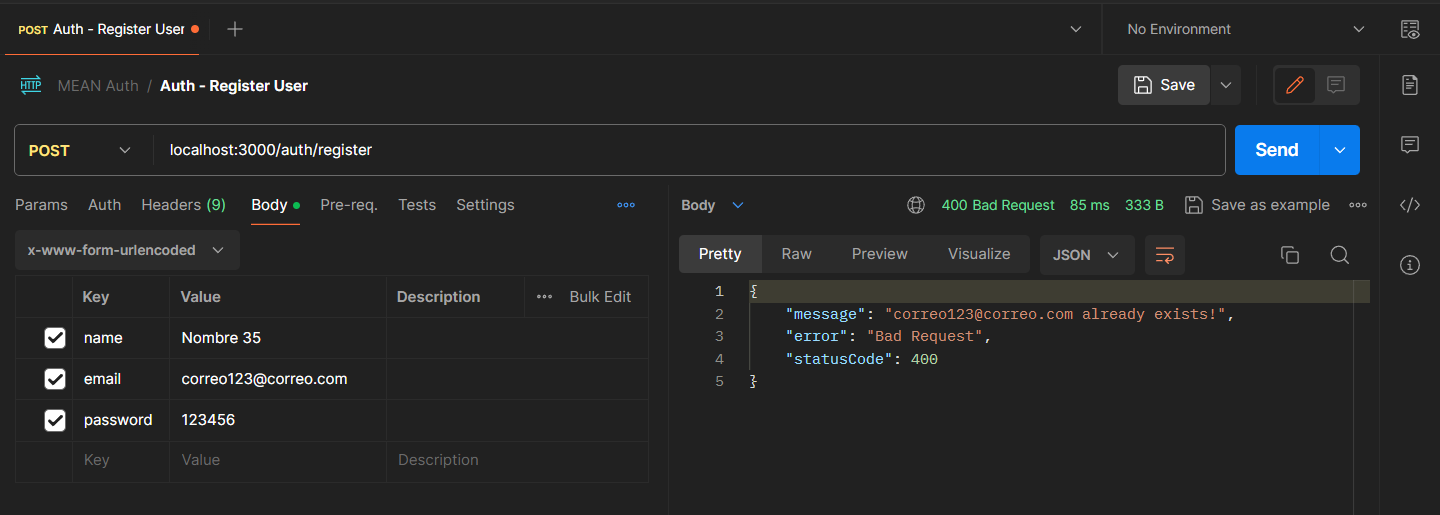 POST Auth - Register User
No Environment
HTTP MEAN Auth / Auth - Register User
Save
POST localhost:3000/auth/register
Send
Params Auth Headers (9) Body Pre-req. Tests Settings
Body 400 Bad Request 85 ms 333 B Save as example
x-www-form-urlencoded
Pretty Raw Preview Visualize JSON
Key Value Description Bulk Edit
name Nombre 35
email correo123@correo.com
password 123456
Key Value Description
1 {
2 "message": "correo123@correo.com already exists!",
3 "error": "Bad Request",
4 "statusCode": 400
5 }